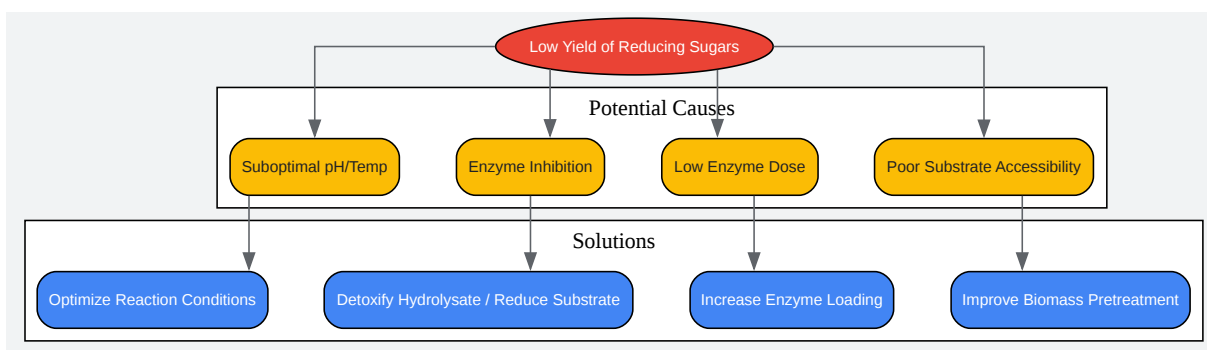 Low Yield of Reducing Sugars
Potential Causes
Suboptimal pH/Temp
Enzyme Inhibition
Low Enzyme Dose
Poor Substrate Accessibility
Solutions
Optimize Reaction Conditions
Detoxify Hydrolysate / Reduce Substrate
Increase Enzyme Loading
Improve Biomass Pretreatment